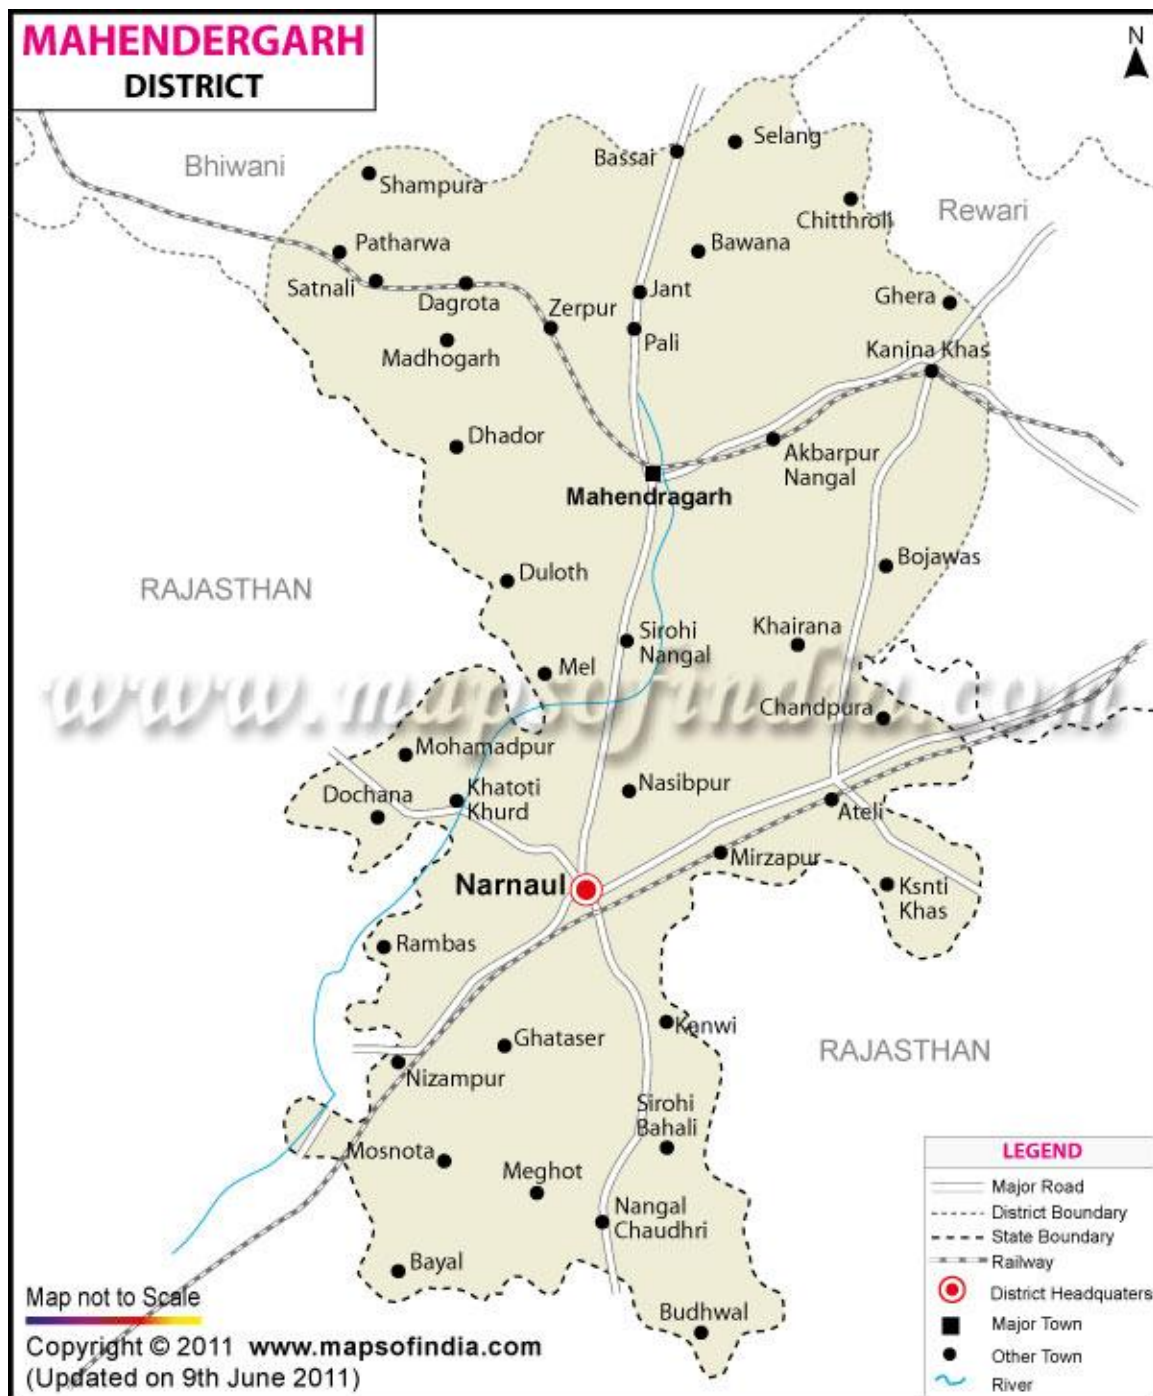 MAHENDERGARH
DISTRICT
N
Bhiwani
Shampura
Bassai
Selang
Chitthroli
Rewari
Patharwa
Bawana
Satnali
Dagrota
Zerpur
Jant
Ghera
Madhogarh
Pali
Kanina Khas
Dhador
Akbarpur
Nangal
Mahendragarh
RAJASTHAN
Duloth
Bojawas
Sirohi
Nangal
Khairana
Mel
www.mapsofindia.com
Chandpura
Mohamadpur
Dochana
Khatoti
Khurd
Nasibpur
Ateli
Mirzapur
Narnaul
Ksnti
Khas
Rambas
Kanwi
Ghataser
RAJASTHAN
Nizampur
Sirohi
Bahali
Mosnota
Meghot
Nangal
Chaudhri
Bayal
Budhwal
LEGEND
Major Road
District Boundary
State Boundary
Railway
District Headquaters
Major Town
Other Town
River
Map not to Scale
Copyright © 2011 www.mapsofindia.com
(Updated on 9th June 2011)